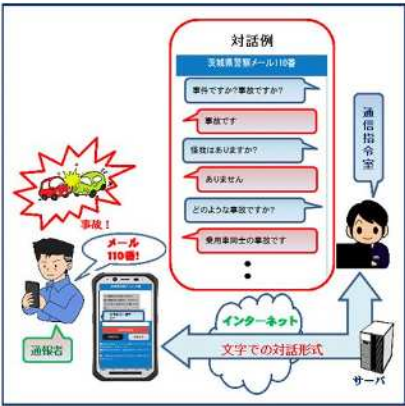 対話例
茨城県警察メール110番
事件ですか?事故ですか?
事故です
怪我はありますか?
ありません
どのような事故ですか?
乗用車同士の事故です
通信指令室
事故!
メール
110番!
通報者
インターネット
文字での対話形式
サーバ